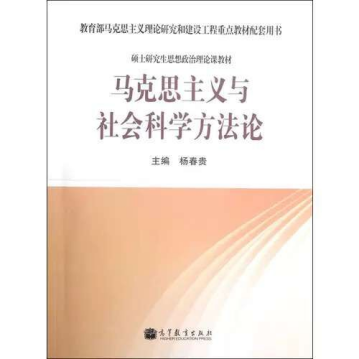 教育部马克思主义理论研究和建设工程重点教材配套用书
硕士研究生思想政治理论课教材
马克思主义与
社会科学方法论
主编 杨春贵
高等教育出版社